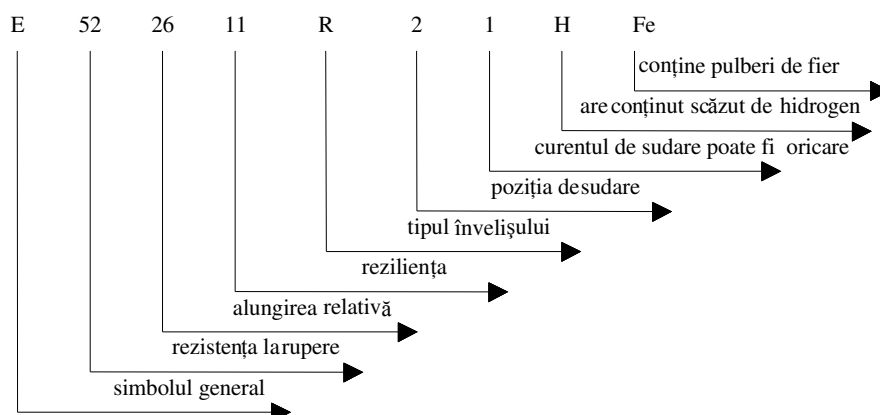 E 52 26 11 R 2 1 H Fe
conține pulberi de fier
are conținut scăzut de hidrogen
curentul de sudare poate fi oricare
poziția de sudare
tipul învelișului
reziliența
alungirea relativă
rezistența la rupere
simbolul general